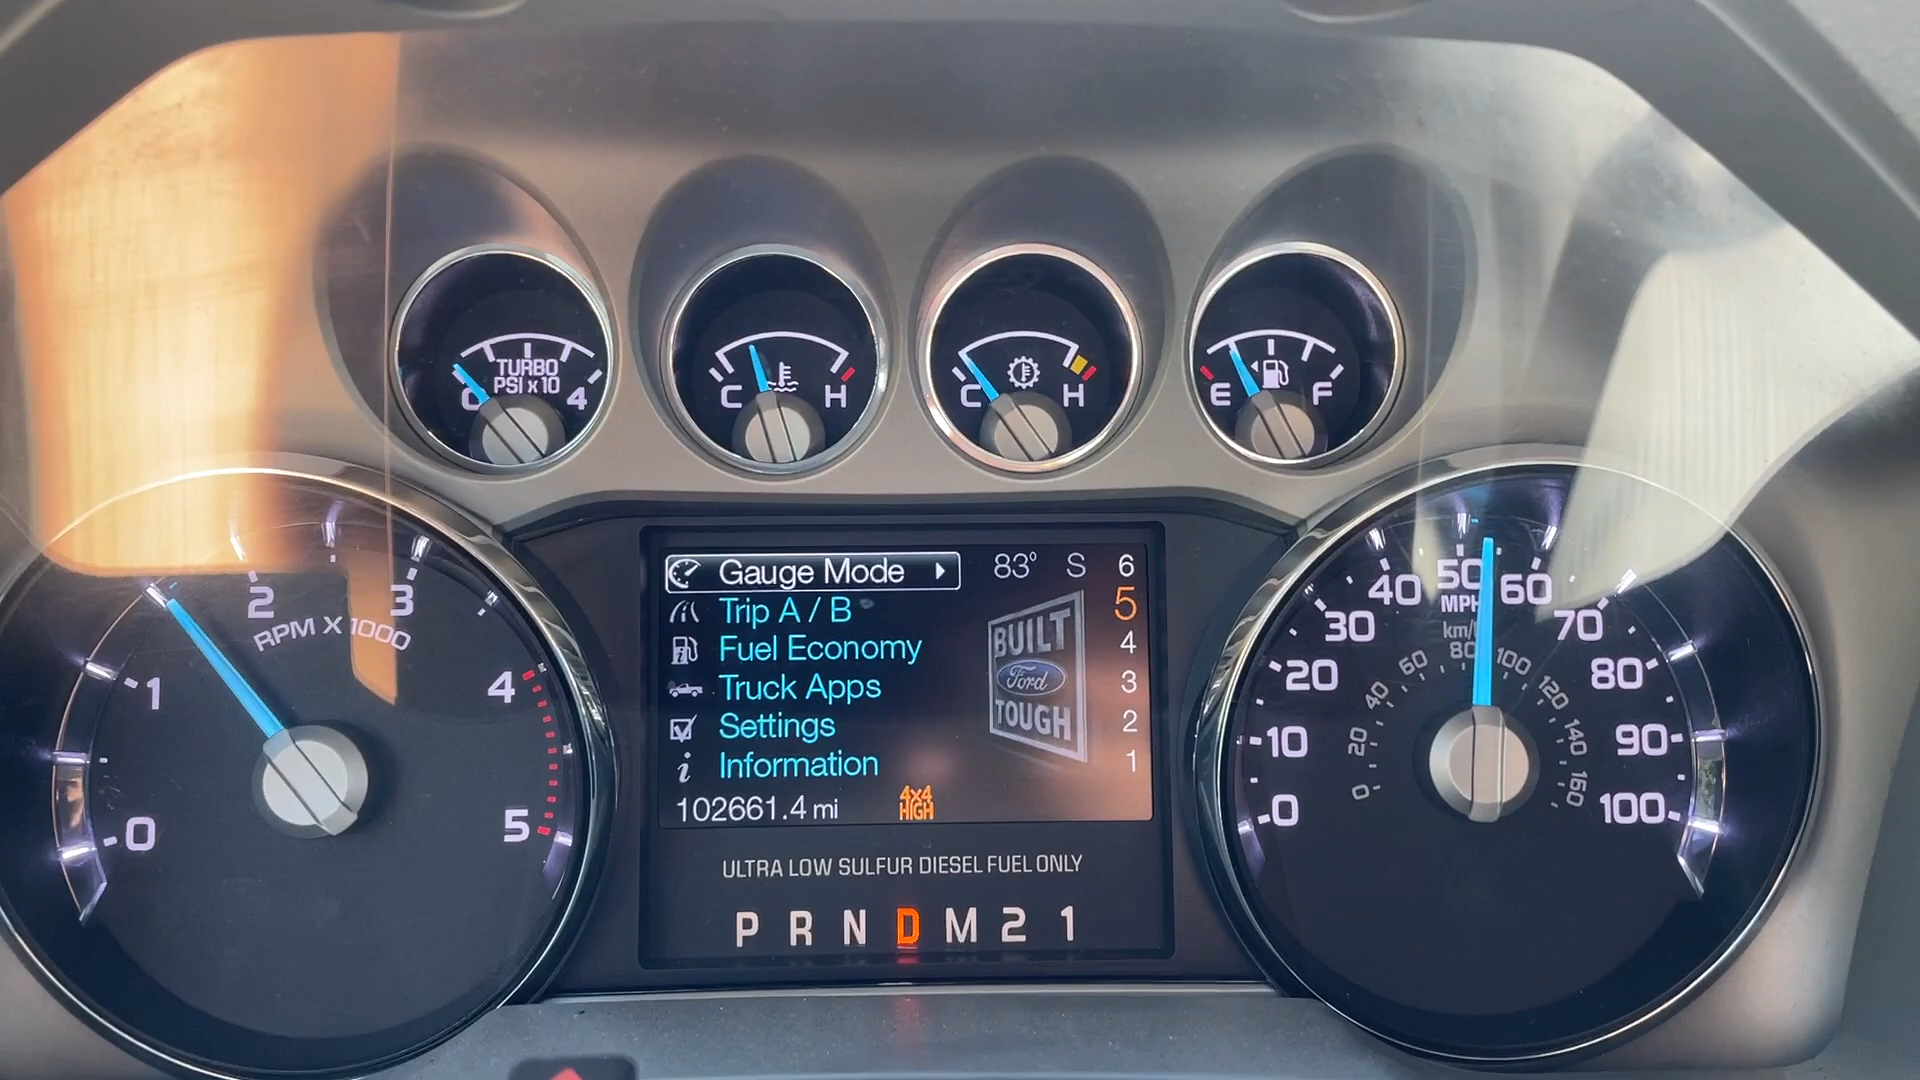 TURBO
PSI x 10
0 4
C H
C H
E F
0 1 2 3 4 5
RPM X 1000
Gauge Mode
Trip A / B
Fuel Economy
Truck Apps
Settings
Information
102661.4 mi
4x4
HIGH
83° S
6
5
4
3
2
1
BUILT
Ford
TOUGH
ULTRA LOW SULFUR DIESEL FUEL ONLY
P R N D M 2 1
0 10 20 30 40 50 60 70 80 90 100
MPH
km/
0 20 40 60 80 100 120 140 160